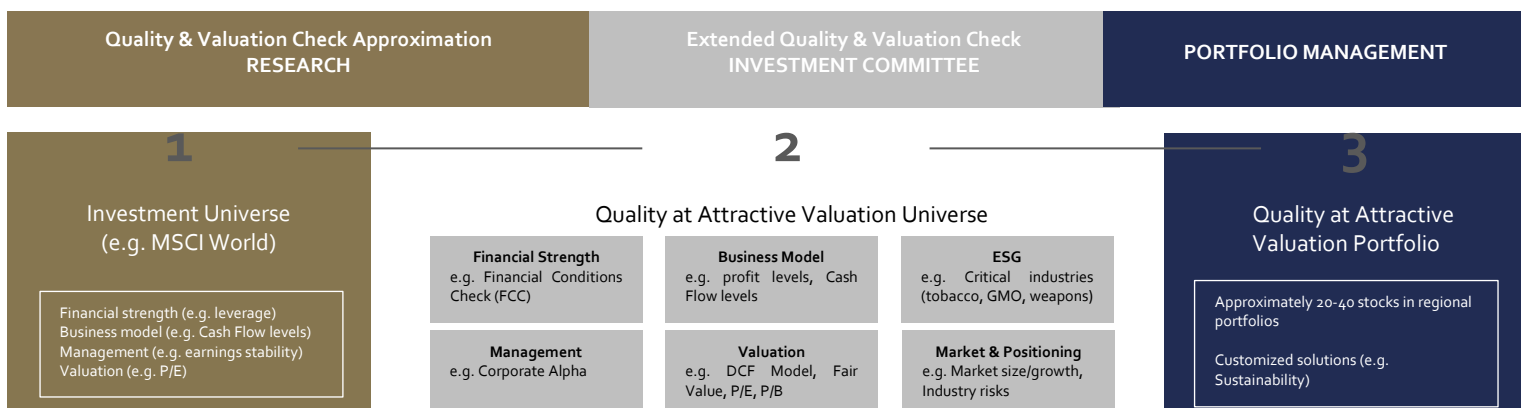 Quality & Valuation Check Approximation
RESEARCH
Extended Quality & Valuation Check
INVESTMENT COMMITTEE
PORTFOLIO MANAGEMENT
1
2
3
Investment Universe
(e.g. MSCI World)
Financial strength (e.g. leverage)
Business model (e.g. Cash Flow levels)
Management (e.g. earnings stability)
Valuation (e.g. P/E)
Quality at Attractive Valuation Universe
Financial Strength
e.g. Financial Conditions
Check (FCC)
Business Model
e.g. profit levels, Cash
Flow levels
ESG
e.g. Critical industries
(tobacco, GMO, weapons)
Management
e.g. Corporate Alpha
Valuation
e.g. DCF Model, Fair
Value, P/E, P/B
Market & Positioning
e.g. Market size/growth,
Industry risks
Quality at Attractive
Valuation Portfolio
Approximately 20-40 stocks in regional
portfolios
Customized solutions (e.g.
Sustainability)